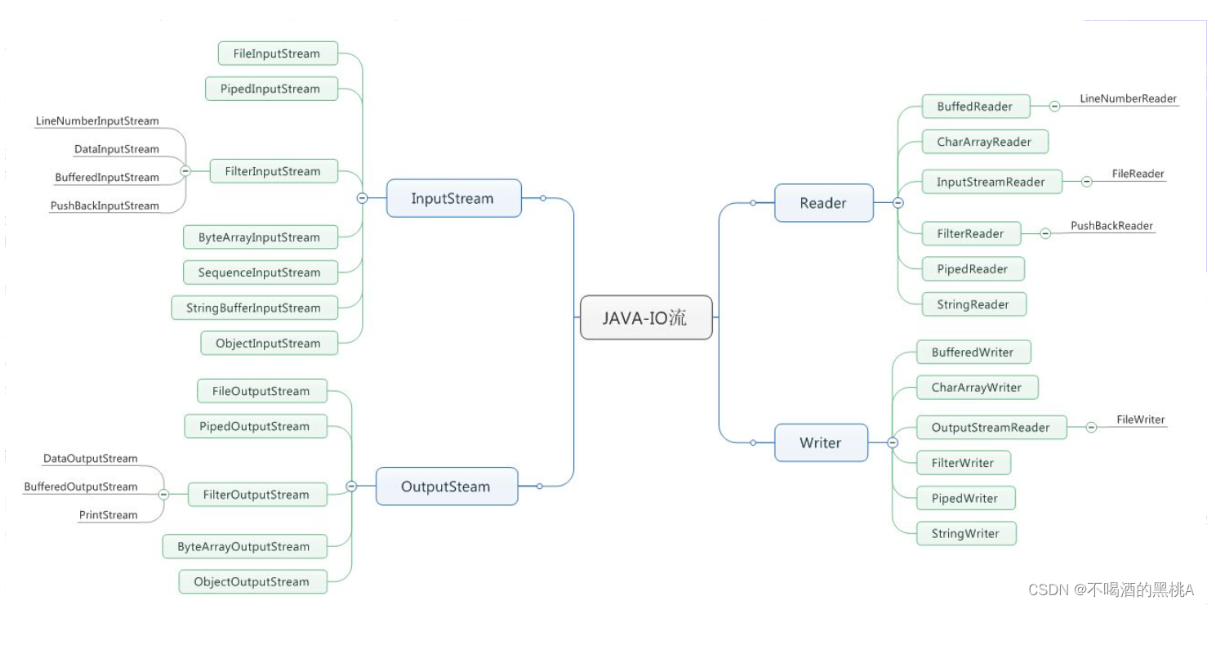 JAVA-IO流
InputStream
FileInputStream
PipedInputStream
FilterInputStream
LineNumberInputStream
DataInputStream
BufferedInputStream
PushBackInputStream
ByteArrayInputStream
SequenceInputStream
StringBufferInputStream
ObjectInputStream
OutputSteam
FileOutputStream
PipedOutputStream
FilterOutputStream
DataOutputStream
BufferedOutputStream
PrintStream
ByteArrayOutputStream
ObjectOutputStream
Reader
BuffedReader
LineNumberReader
CharArrayReader
InputStreamReader
FileReader
FilterReader
PushBackReader
PipedReader
StringReader
Writer
BufferedWriter
CharArrayWriter
OutputStreamReader
FileWriter
FilterWriter
PipedWriter
StringWriter
CSDN @不喝酒的黑桃A